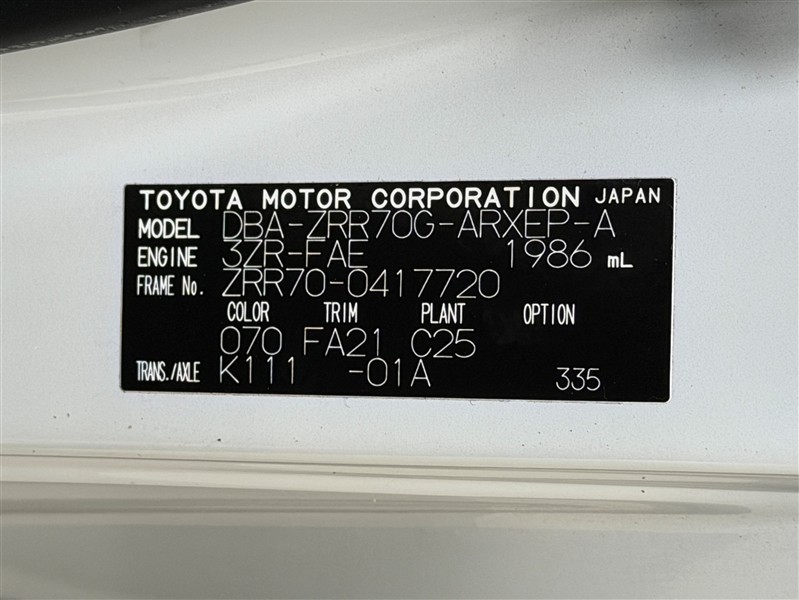 TOYOTA MOTOR CORPORATION JAPAN
MODEL DBA-ZRR70G-ARXEP-A
ENGINE 3ZR-FAE 1986 mL
FRAME No. ZRR70-0417720
COLOR TRIM PLANT OPTION
070 FA21 C25
TRANS./AXLE K111 -01A 335